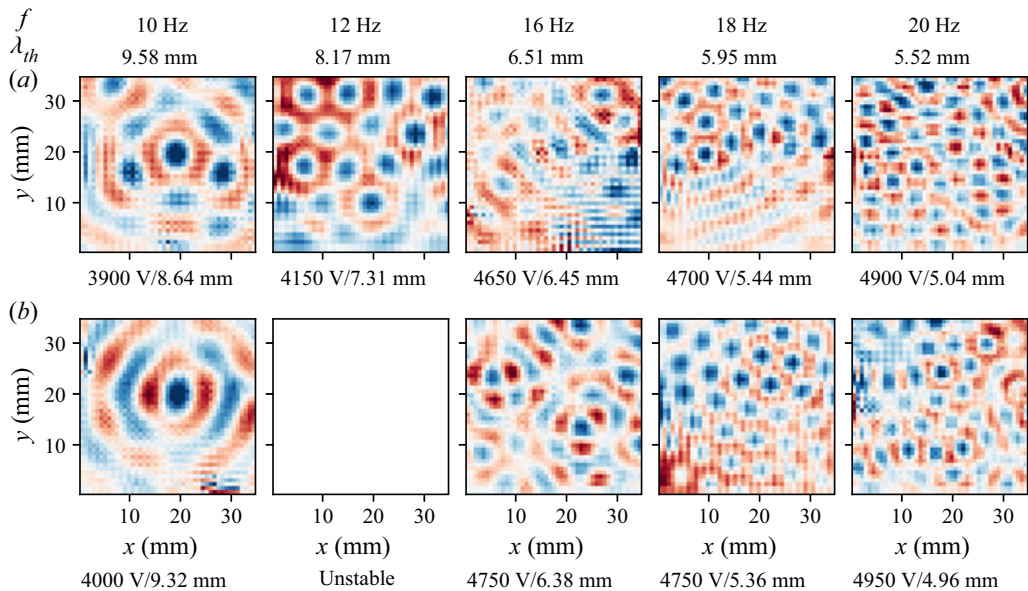 f 10 Hz 12 Hz 16 Hz 18 Hz 20 Hz
λth 9.58 mm 8.17 mm 6.51 mm 5.95 mm 5.52 mm
(a)
y (mm)
30
20
10
3900 V/8.64 mm 4150 V/7.31 mm 4650 V/6.45 mm 4700 V/5.44 mm 4900 V/5.04 mm
(b)
y (mm)
30
20
10
10 20 30 10 20 30 10 20 30 10 20 30 10 20 30
x (mm) x (mm) x (mm) x (mm) x (mm)
4000 V/9.32 mm Unstable 4750 V/6.38 mm 4750 V/5.36 mm 4950 V/4.96 mm